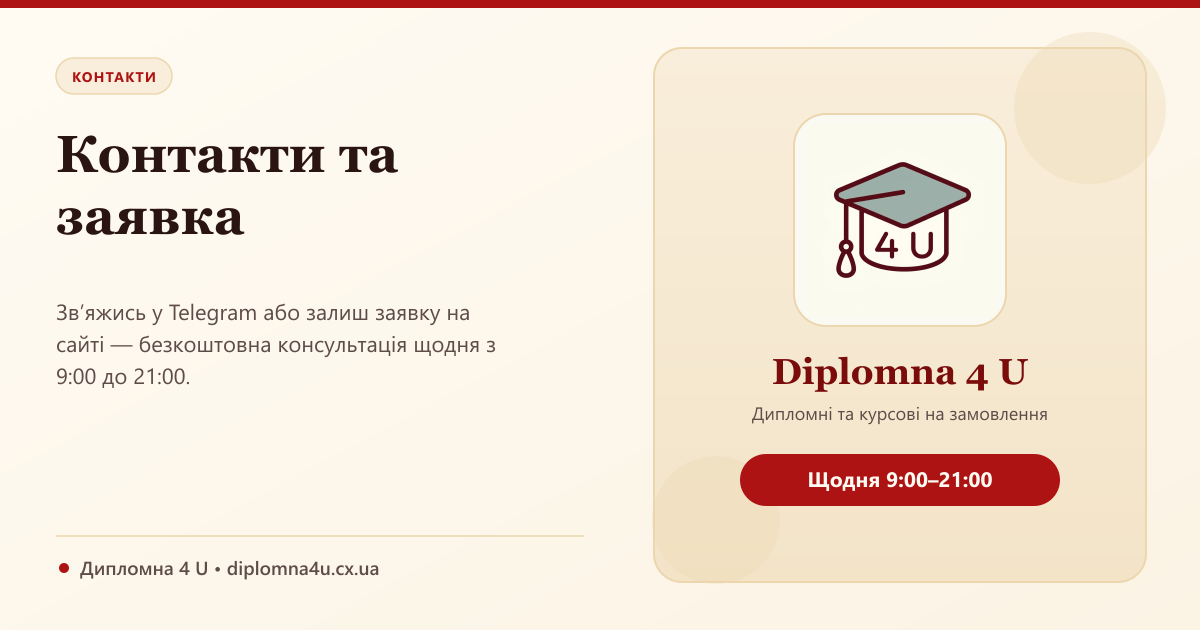 КОНТАКТИ
Контакти та
заявка
Зв’яжись у Telegram або залиш заявку на
сайті — безкоштовна консультація щодня з
9:00 до 21:00.
Дипломна 4 U • diplomna4u.cx.ua
4 U
Diplomna 4 U
Дипломні та курсові на замовлення
Щодня 9:00–21:00